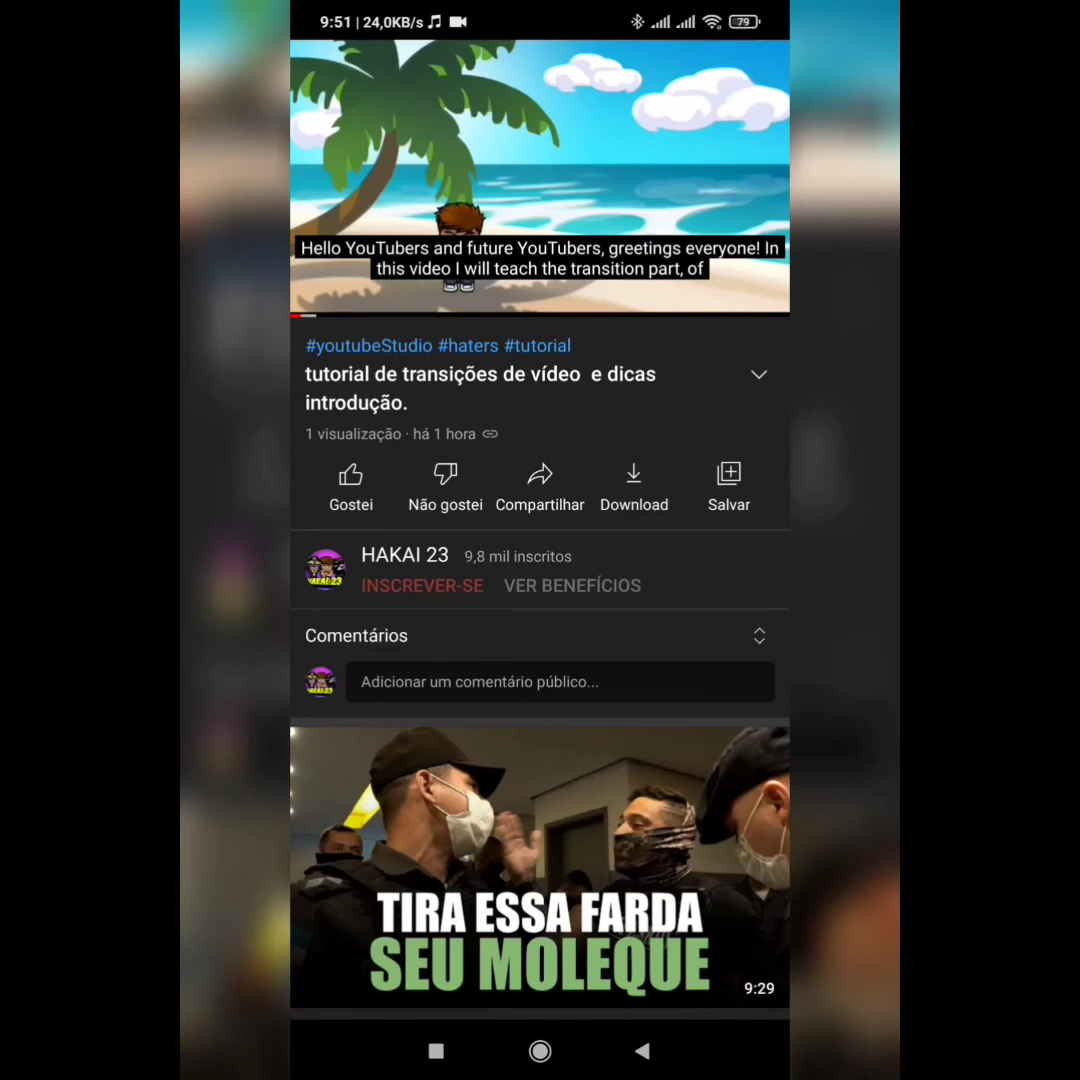 9:51 | 24,0KB/s
79
Hello YouTubers and future YouTubers, greetings everyone! In
this video I will teach the transition part, of
#youtubeStudio #haters #tutorial
tutorial de transições de vídeo e dicas
introdução.
1 visualização · há 1 hora
Gostei
Não gostei
Compartilhar
Download
Salvar
HAKAI 23 9,8 mil inscritos
INSCREVER-SE VER BENEFÍCIOS
Comentários
Adicionar um comentário público...
TIRA ESSA FARDA
SEU MOLEQUE
9:29